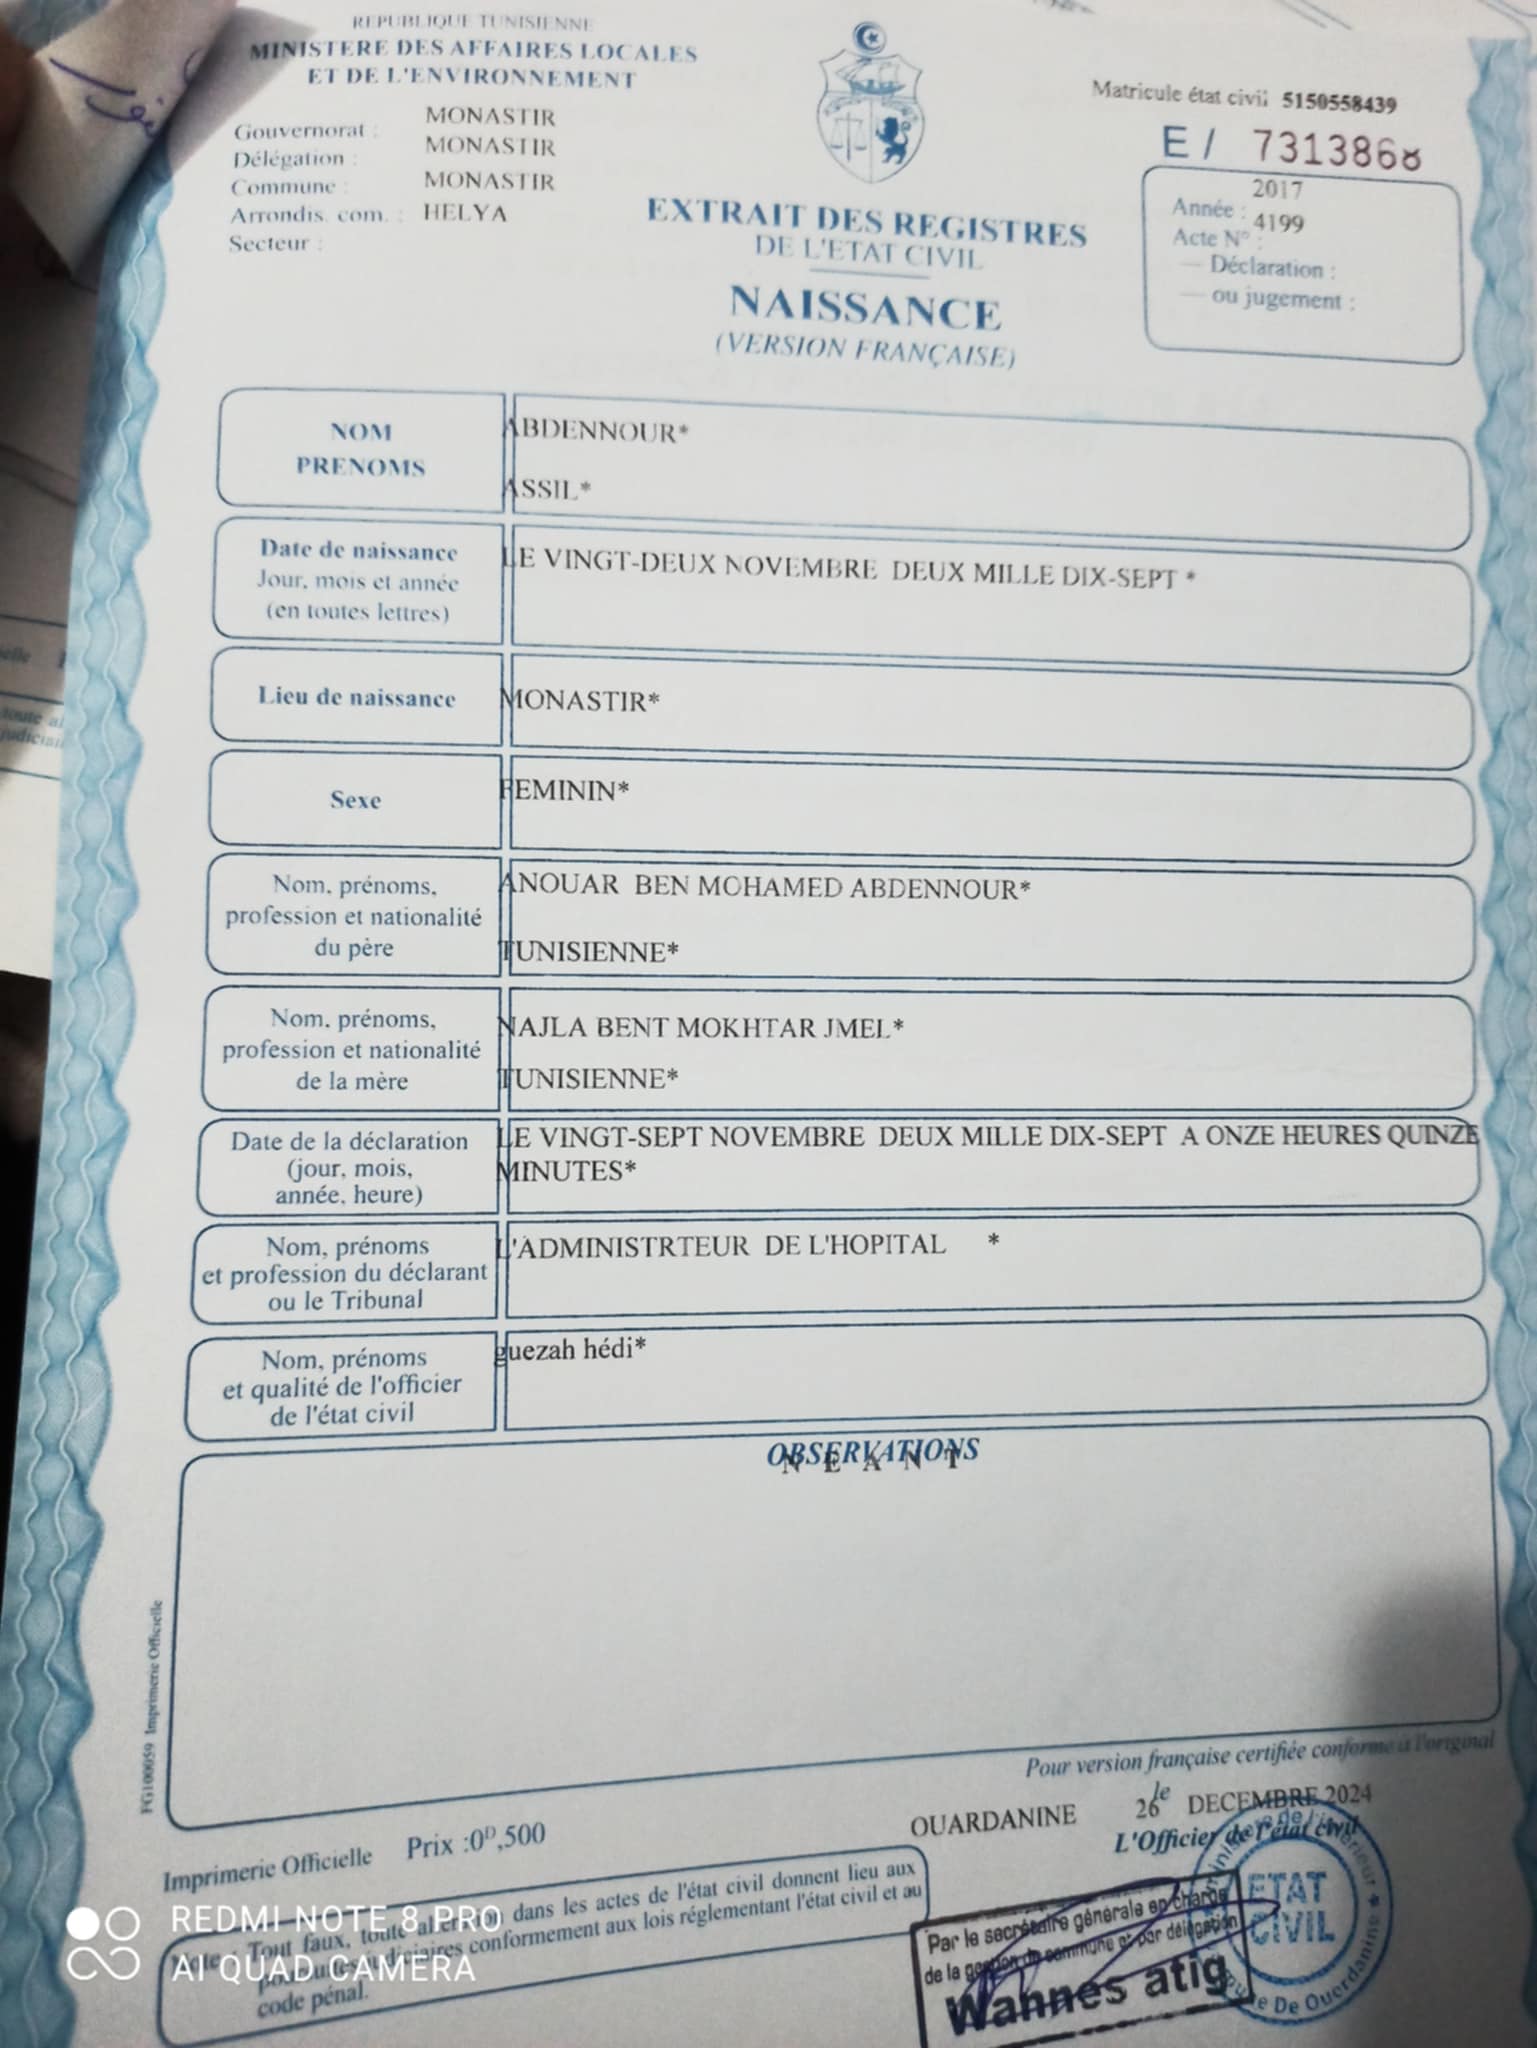 REPUBLIQUE TUNISIENNE
MINISTERE DES AFFAIRES LOCALES
ET DE L'ENVIRONNEMENT
Gouvernorat : MONASTIR
Délégation : MONASTIR
Commune : MONASTIR
Arrondis. com. : HELYA
Secteur :
Matricule état civil 5150558439
E / 7313868
Année : 2017
Acte N° : 4199
— Déclaration :
— ou jugement :
EXTRAIT DES REGISTRES
DE L'ETAT CIVIL
NAISSANCE
(VERSION FRANÇAISE)
NOM ABDENNOUR*
PRENOMS ASSIL*
Date de naissance
Jour, mois et année
(en toutes lettres)
LE VINGT-DEUX NOVEMBRE DEUX MILLE DIX-SEPT *
Lieu de naissance MONASTIR*
Sexe FEMININ*
Nom, prénoms,
profession et nationalité
du père
ANOUAR BEN MOHAMED ABDENNOUR*
TUNISIENNE*
Nom, prénoms,
profession et nationalité
de la mère
NAJLA BENT MOKHTAR JMEL*
TUNISIENNE*
Date de la déclaration
(jour, mois,
année, heure)
LE VINGT-SEPT NOVEMBRE DEUX MILLE DIX-SEPT A ONZE HEURES QUINZE
MINUTES*
Nom, prénoms
et profession du déclarant
ou le Tribunal
L'ADMINISTRTEUR DE L'HOPITAL *
Nom, prénoms
et qualité de l'officier
de l'état civil
guezah hédi*
OBSERVATIONS
N E A N T
FG100059 Imprimerie Officielle
Pour version française certifiée conforme à l'original
OUARDANINE le 26 DECEMBRE 2024
L'Officier de l'état civil
Imprimerie Officielle Prix :0ᴰ,500
Tout faux, toute dans les actes de l'état civil donnent lieu aux
judiciaires conformement aux lois réglementant l'état civil et au
code pénal.
Par le secrétaire générale en charge
de la gestion de commune et par délégation
Wannes atig
ETAT
CIVIL
De Ouerdanine
REDMI NOTE 8 PRO
AI QUAD CAMERA